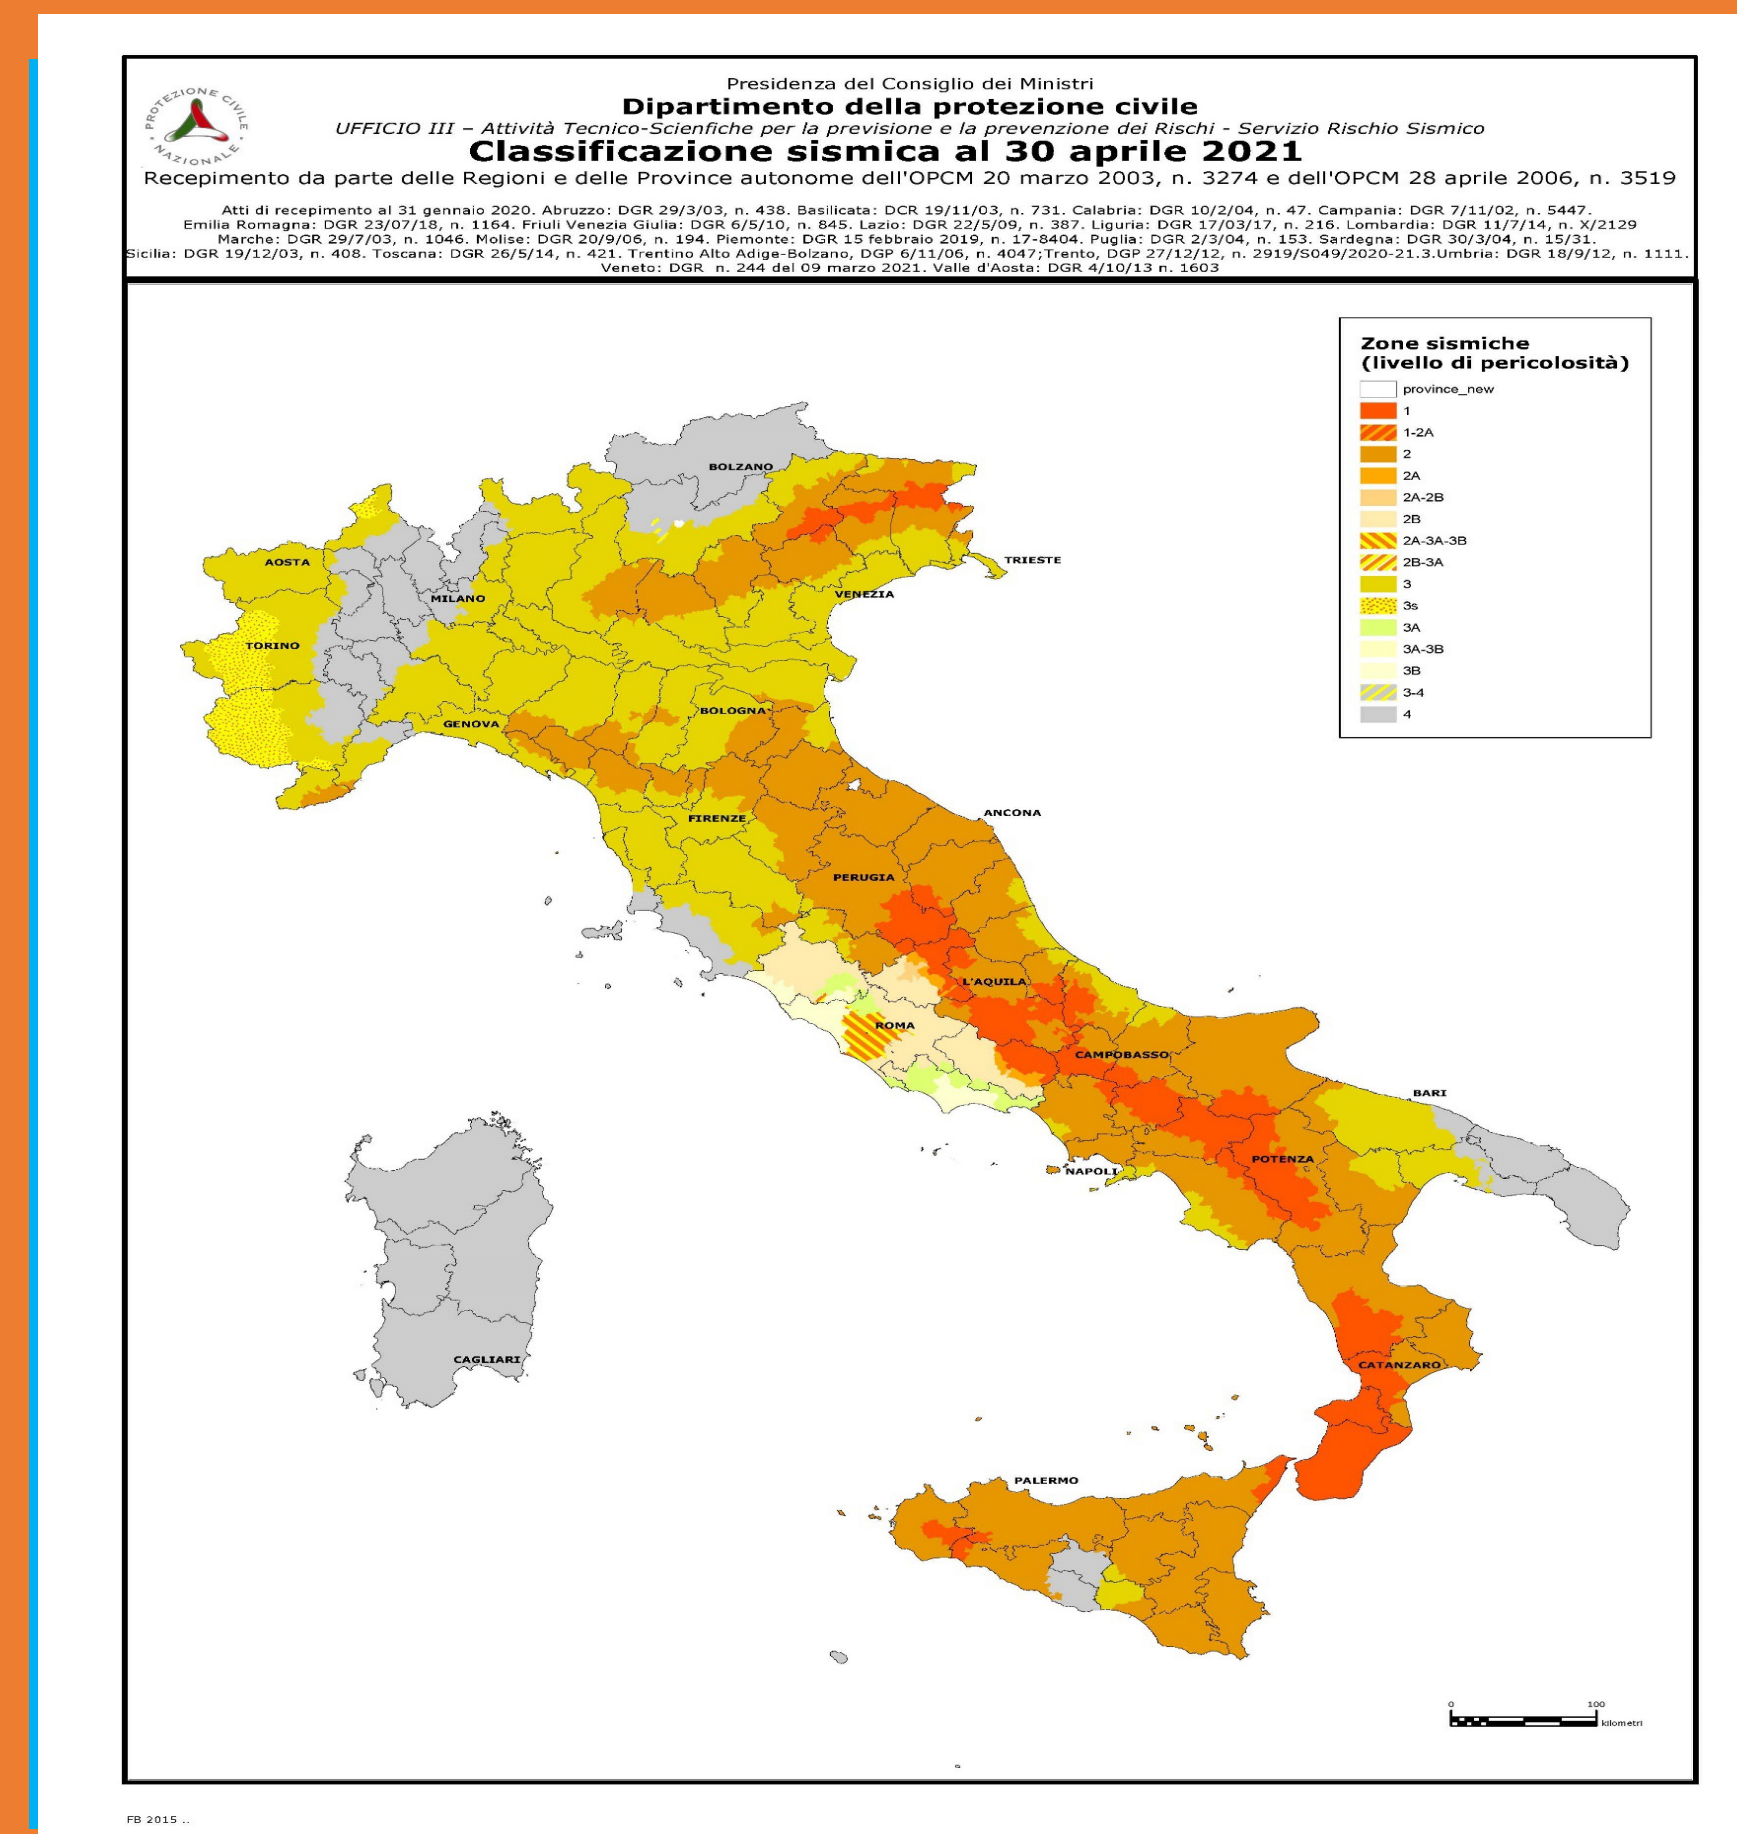 PROTEZIONE CIVILE
NAZIONALE
Presidenza del Consiglio dei Ministri
Dipartimento della protezione civile
UFFICIO III – Attività Tecnico-Scienfiche per la previsione e la prevenzione dei Rischi - Servizio Rischio Sismico
Classificazione sismica al 30 aprile 2021
Recepimento da parte delle Regioni e delle Province autonome dell'OPCM 20 marzo 2003, n. 3274 e dell'OPCM 28 aprile 2006, n. 3519
Atti di recepimento al 31 gennaio 2020. Abruzzo: DGR 29/3/03, n. 438. Basilicata: DCR 19/11/03, n. 731. Calabria: DGR 10/2/04, n. 47. Campania: DGR 7/11/02, n. 5447.
Emilia Romagna: DGR 23/07/18, n. 1164. Friuli Venezia Giulia: DGR 6/5/10, n. 845. Lazio: DGR 22/5/09, n. 387. Liguria: DGR 17/03/17, n. 216. Lombardia: DGR 11/7/14, n. X/2129
Marche: DGR 29/7/03, n. 1046. Molise: DGR 20/9/06, n. 194. Piemonte: DGR 15 febbraio 2019, n. 17-8404. Puglia: DGR 2/3/04, n. 153. Sardegna: DGR 30/3/04, n. 15/31.
Sicilia: DGR 19/12/03, n. 408. Toscana: DGR 26/5/14, n. 421. Trentino Alto Adige-Bolzano, DGP 6/11/06, n. 4047;Trento, DGP 27/12/12, n. 2919/S049/2020-21.3.Umbria: DGR 18/9/12, n. 1111.
Veneto: DGR n. 244 del 09 marzo 2021. Valle d'Aosta: DGR 4/10/13 n. 1603
Zone sismiche
(livello di pericolosità)
province_new
1
1-2A
2
2A
2A-2B
2B
2A-3A-3B
2B-3A
3
3s
3A
3A-3B
3B
3-4
4
BOLZANO
AOSTA
TRIESTE
MILANO
VENEZIA
TORINO
BOLOGNA
GENOVA
ANCONA
FIRENZE
PERUGIA
L'AQUILA
ROMA
CAMPOBASSO
BARI
POTENZA
NAPOLI
CAGLIARI
CATANZARO
PALERMO
0 100
kilometri
FB 2015 ..